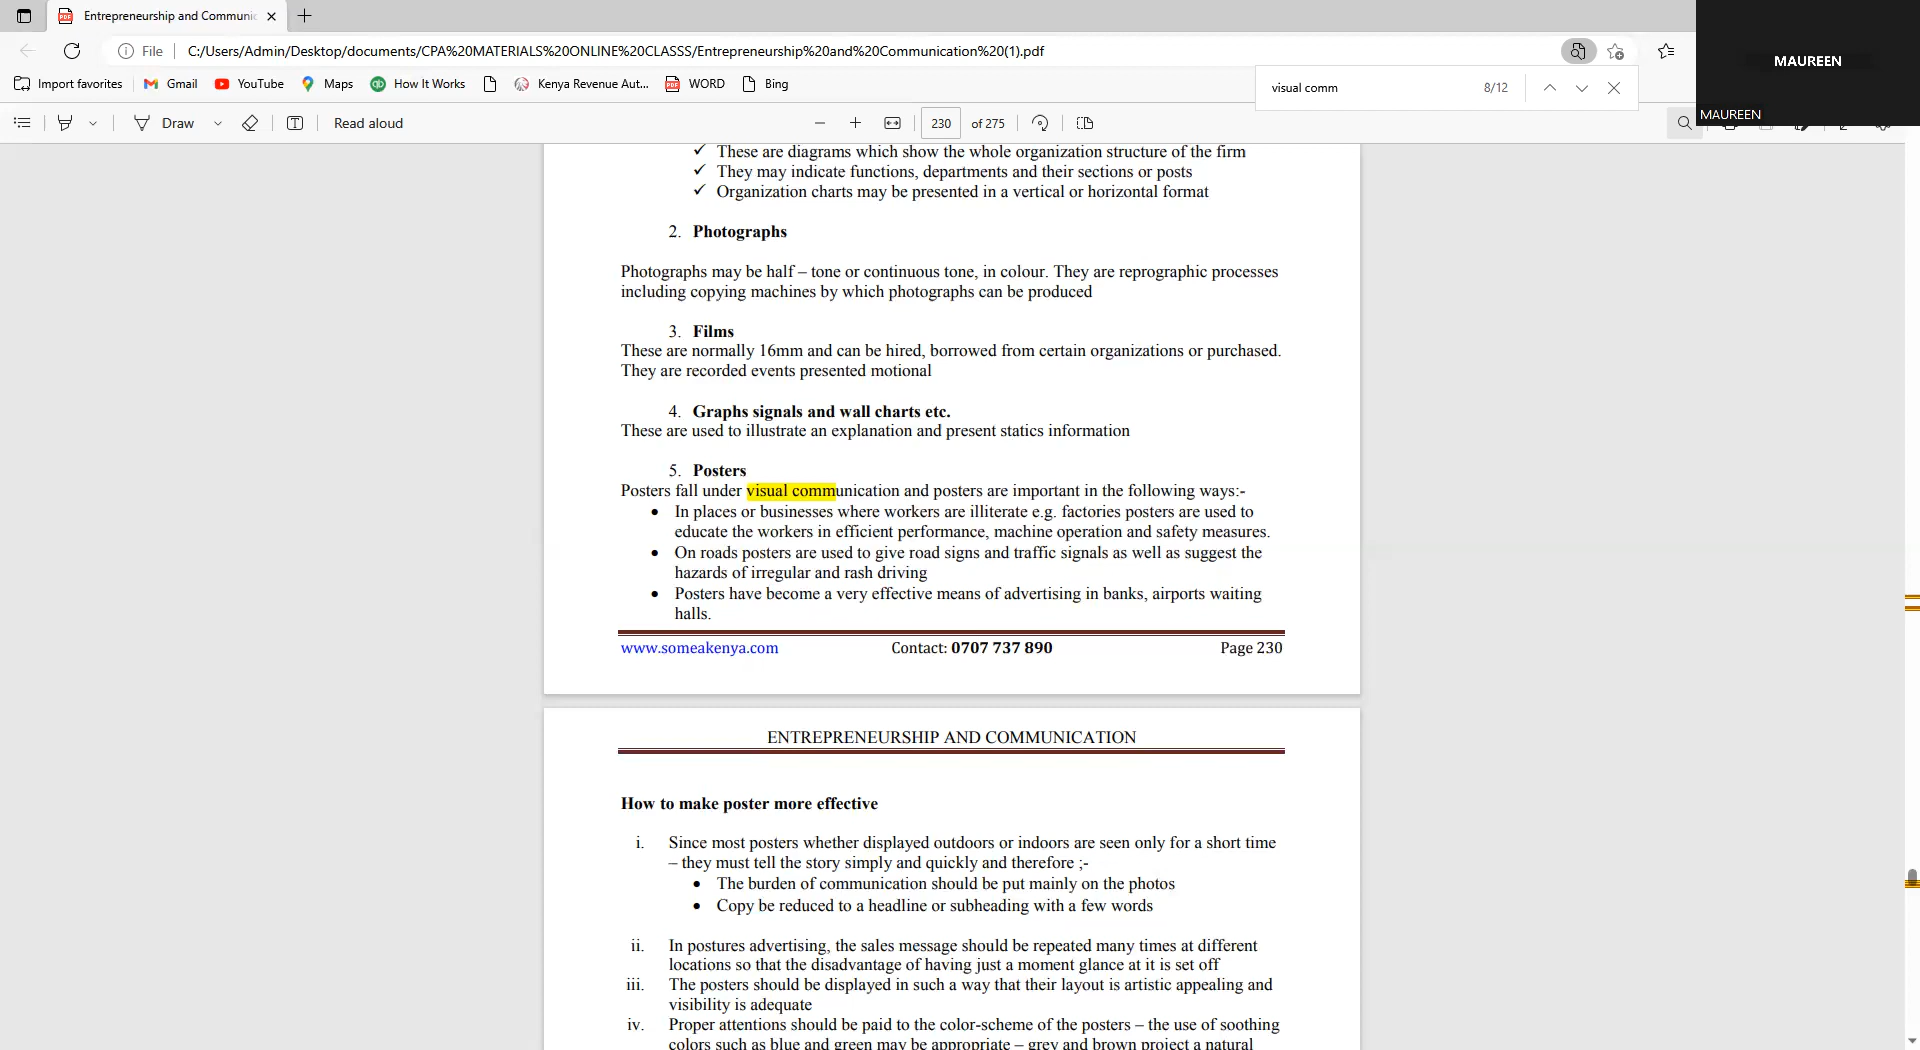 Entrepreneurship and Communic
File
C:/Users/Admin/Desktop/documents/CPA%20MATERIALS%20ONLINE%20CLASSS/Entrepreneurship%20and%20Communication%20(1).pdf
Import favorites
Gmail
YouTube
Maps
How It Works
Kenya Revenue Aut...
WORD
Bing
visual comm
8/12
MAUREEN
MAUREEN
Draw
Read aloud
230
of 275
✓ These are diagrams which show the whole organization structure of the firm
✓ They may indicate functions, departments and their sections or posts
✓ Organization charts may be presented in a vertical or horizontal format
2. Photographs
Photographs may be half – tone or continuous tone, in colour. They are reprographic processes
including copying machines by which photographs can be produced
3. Films
These are normally 16mm and can be hired, borrowed from certain organizations or purchased.
They are recorded events presented motional
4. Graphs signals and wall charts etc.
These are used to illustrate an explanation and present statics information
5. Posters
Posters fall under visual communication and posters are important in the following ways:-
• In places or businesses where workers are illiterate e.g. factories posters are used to
educate the workers in efficient performance, machine operation and safety measures.
• On roads posters are used to give road signs and traffic signals as well as suggest the
hazards of irregular and rash driving
• Posters have become a very effective means of advertising in banks, airports waiting
halls.
www.someakenya.com Contact: 0707 737 890 Page 230
ENTREPRENEURSHIP AND COMMUNICATION
How to make poster more effective
i. Since most posters whether displayed outdoors or indoors are seen only for a short time
– they must tell the story simply and quickly and therefore ;-
• The burden of communication should be put mainly on the photos
• Copy be reduced to a headline or subheading with a few words
ii. In postures advertising, the sales message should be repeated many times at different
locations so that the disadvantage of having just a moment glance at it is set off
iii. The posters should be displayed in such a way that their layout is artistic appealing and
visibility is adequate
iv. Proper attentions should be paid to the color-scheme of the posters – the use of soothing
colors such as blue and green may be appropriate – grey and brown project a natural